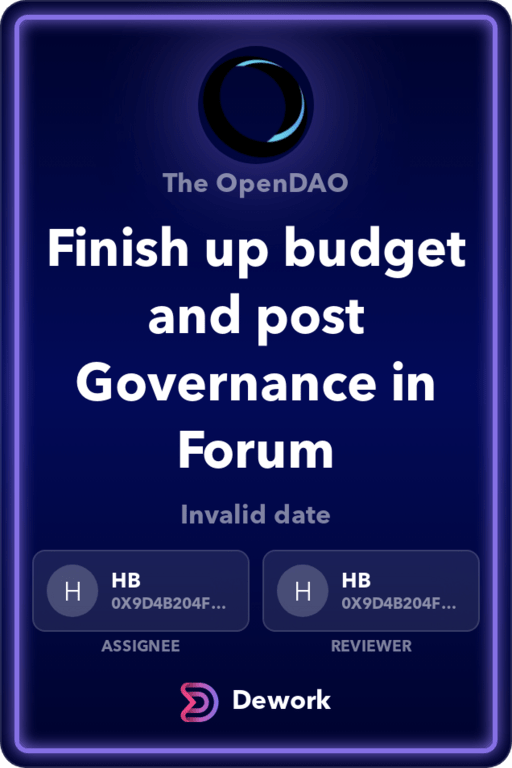 The OpenDAO
Finish up budget
and post
Governance in
Forum
Invalid date
H HB H HB
0X9D4B204F... 0X9D4B204F...
ASSIGNEE REVIEWER
Dework